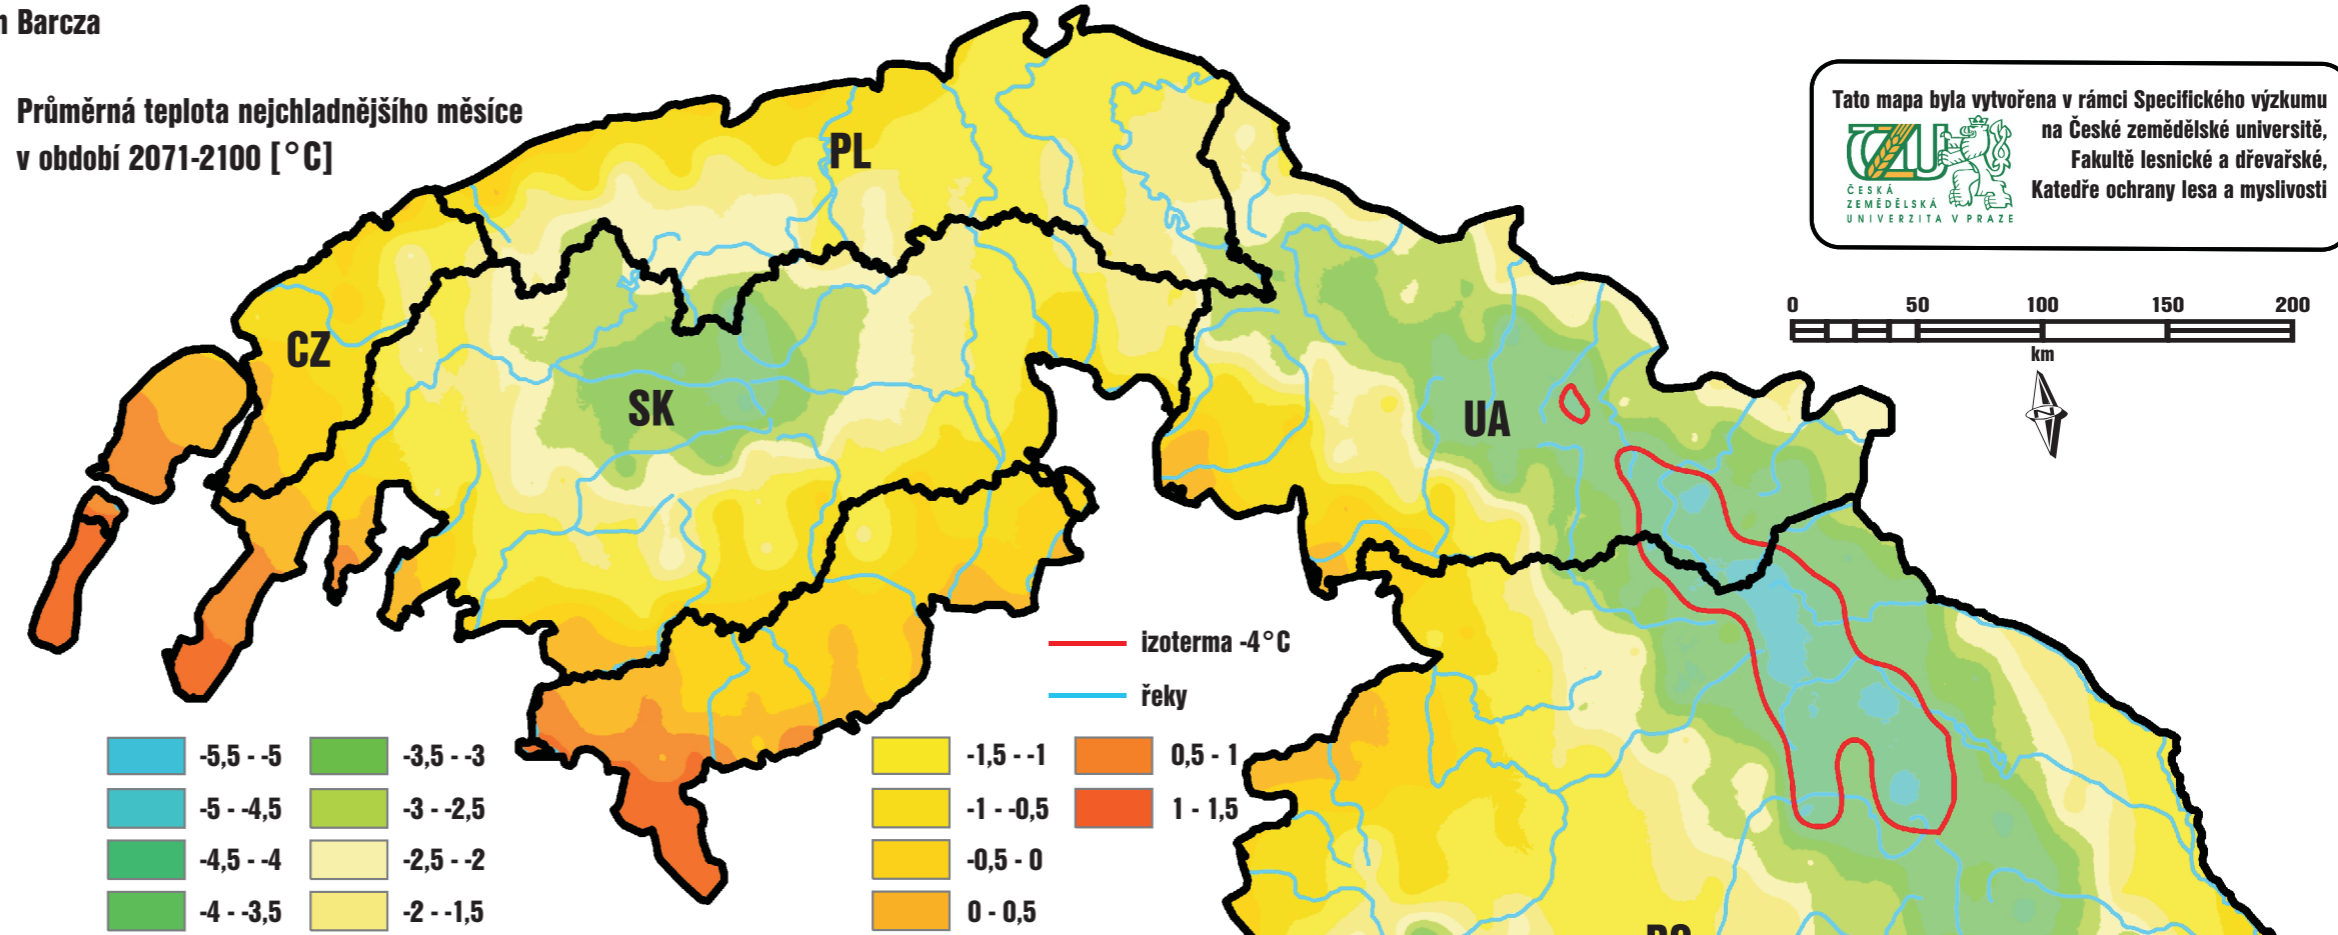 Barcza
Průměrná teplota nejchladnějšího měsíce
v období 2071-2100 [°C]
Tato mapa byla vytvořena v rámci Specifického výzkumu
na České zemědělské universitě,
Fakultě lesnické a dřevařské,
Katedře ochrany lesa a myslivosti
ČZU
ČESKÁ
ZEMĚDĚLSKÁ
UNIVERZITA V PRAZE
0 50 100 150 200
km
N
PL
CZ
SK
UA
izoterma -4°C
řeky
-5,5 - -5
-5 - -4,5
-4,5 - -4
-4 - -3,5
-3,5 - -3
-3 - -2,5
-2,5 - -2
-2 - -1,5
-1,5 - -1
-1 - -0,5
-0,5 - 0
0 - 0,5
0,5 - 1
1 - 1,5